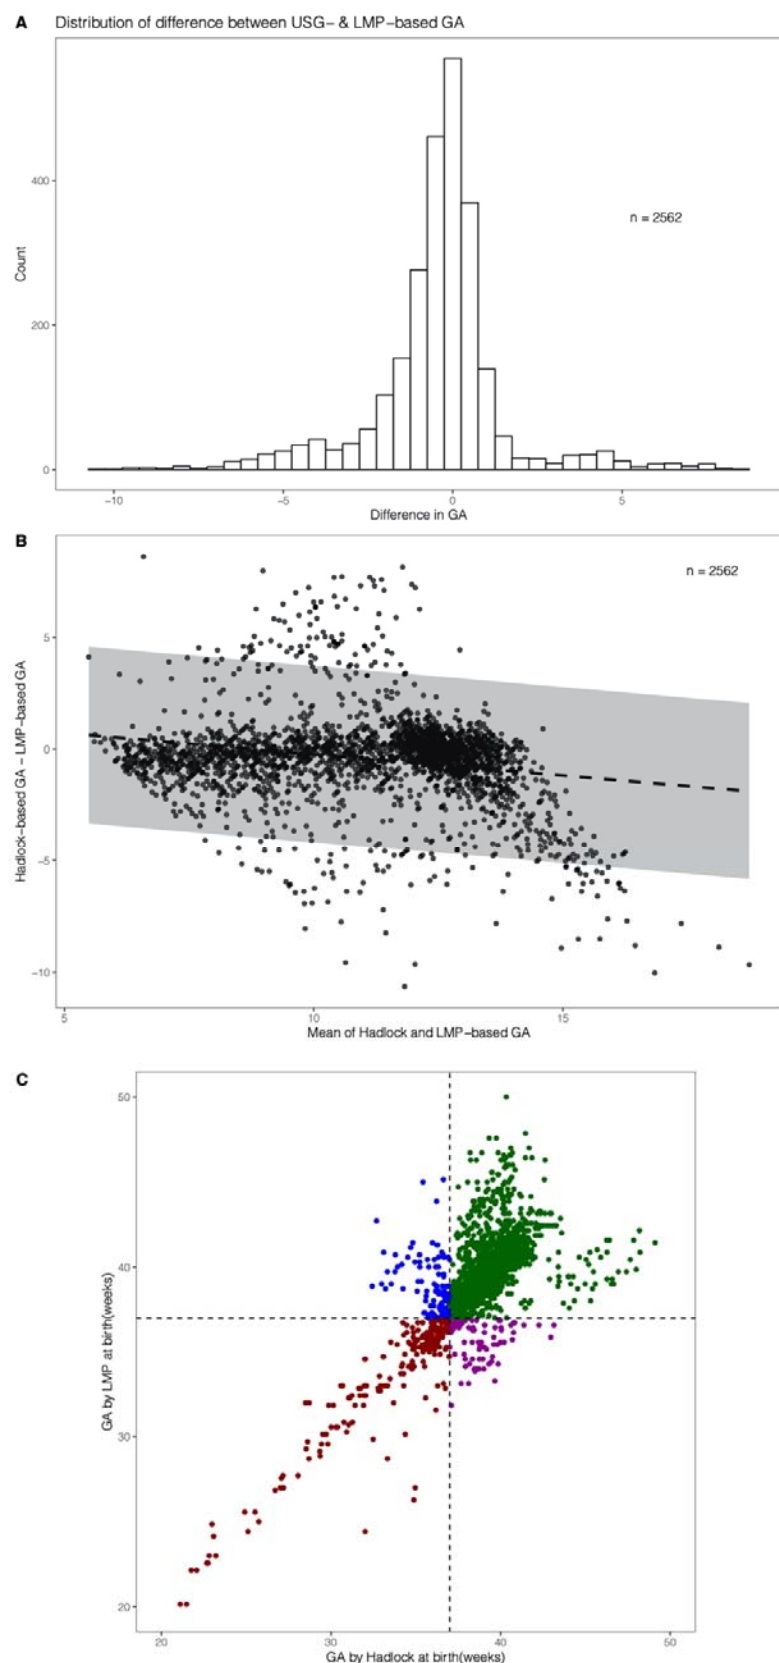 A Distribution of difference between USG- & LMP-based GA
400
200
0
Count
n = 2562
-10 -5 0 5
Difference in GA
B
n = 2562
5
0
-5
-10
Hadlock-based GA - LMP-based GA
5 10 15
Mean of Hadlock and LMP-based GA
C
50
40
30
20
GA by LMP at birth(weeks)
20 30 40 50
GA by Hadlock at birth(weeks)